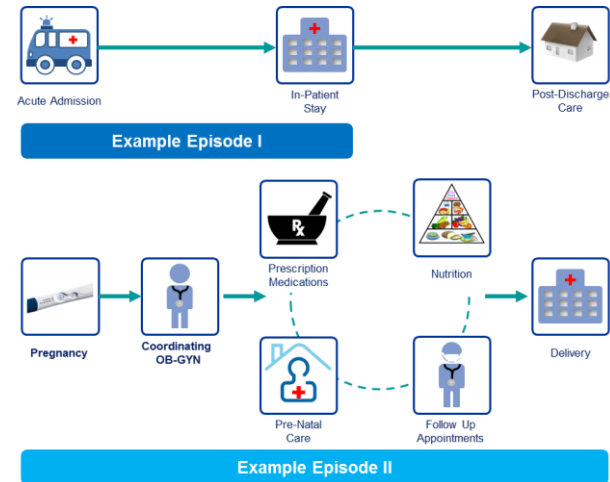 Acute Admission
In-Patient
Stay
Post-Discharge
Care
Example Episode I
Rx
Prescription
Medications
Nutrition
Pregnancy
Coordinating
OB-GYN
Delivery
Pre-Natal
Care
Follow Up
Appointments
Example Episode II